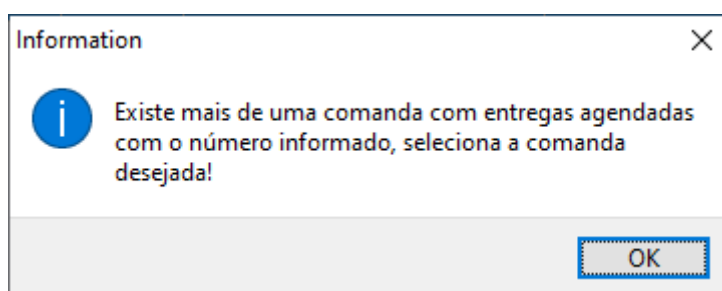 Information
Existe mais de uma comanda com entregas agendadas
com o número informado, seleciona a comanda
desejada!
OK